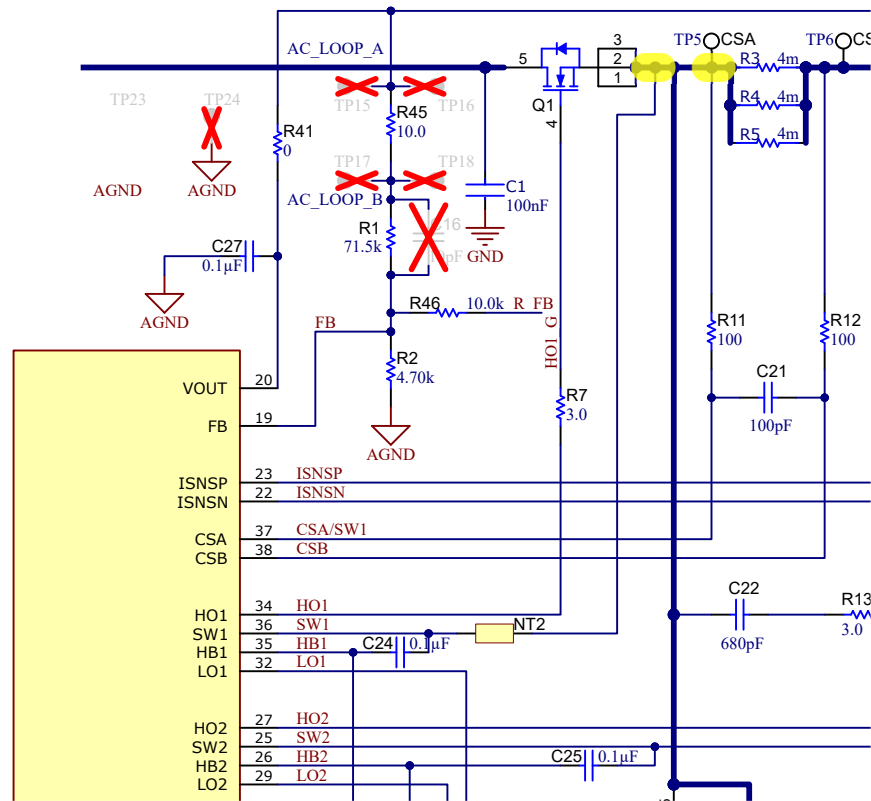 AC_LOOP_A
TP5
CSA
TP6
CS
3
2
1
5
Q1
4
R3
4m
R4
4m
R5
4m
TP23
TP24
TP15
TP16
R41
0
R45
10.0
TP17
TP18
AGND
AGND
AC_LOOP_B
C1
100nF
GND
R1
71.5k
C27
0.1µF
AGND
FB
R46
10.0k
R_FB
HO1_G
R11
100
R12
100
R2
4.70k
C21
100pF
R7
3.0
AGND
VOUT
20
FB
19
ISNSP
23
ISNSP
ISNSN
22
ISNSN
CSA
37
CSA/SW1
CSB
38
CSB
C22
680pF
R13
3.0
HO1
34
HO1
SW1
36
SW1
NT2
HB1
35
HB1
C24
0.1µF
LO1
32
LO1
HO2
27
HO2
SW2
25
SW2
HB2
26
HB2
C25
0.1µF
LO2
29
LO2